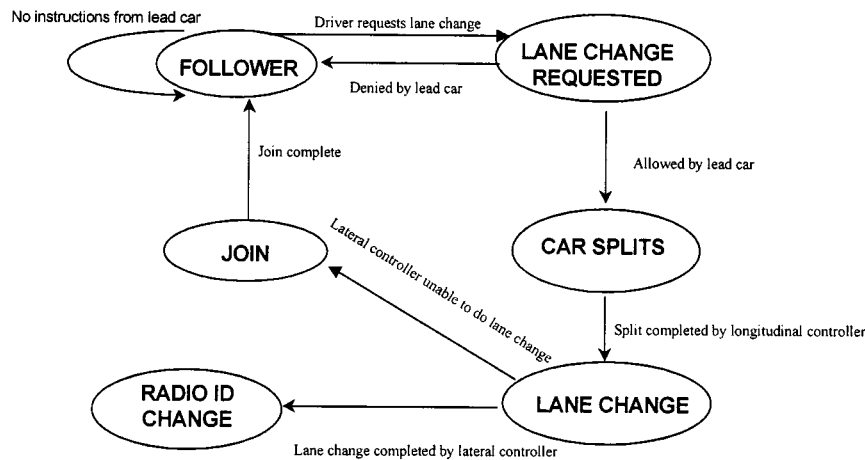 No instructions from lead car
Driver requests lane change
FOLLOWER
LANE CHANGE
REQUESTED
Denied by lead car
Join complete
Allowed by lead car
JOIN
Lateral controller unable to do lane change
CAR SPLITS
Split completed by longitudinal controller
RADIO ID
CHANGE
LANE CHANGE
Lane change completed by lateral controller